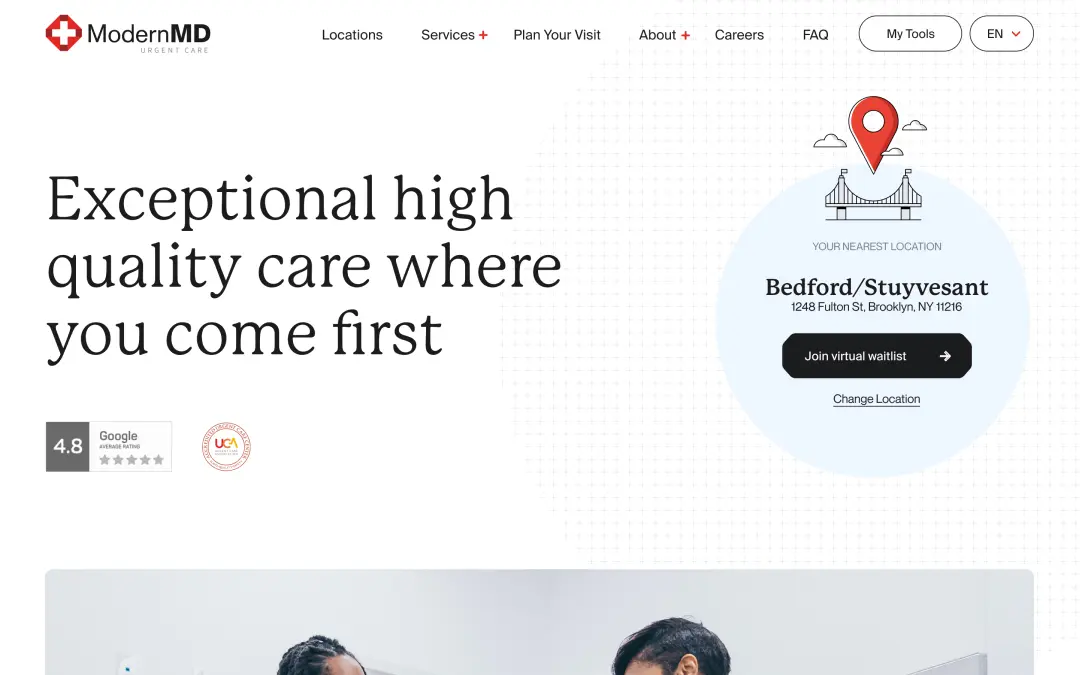 ModernMD
URGENT CARE
Locations
Services
Plan Your Visit
About
Careers
FAQ
My Tools
EN
Exceptional high
quality care where
you come first
YOUR NEAREST LOCATION
Bedford/Stuyvesant
1248 Fulton St, Brooklyn, NY 11216
Join virtual waitlist
Change Location
4.8
Google
AVERAGE RATING
UCA